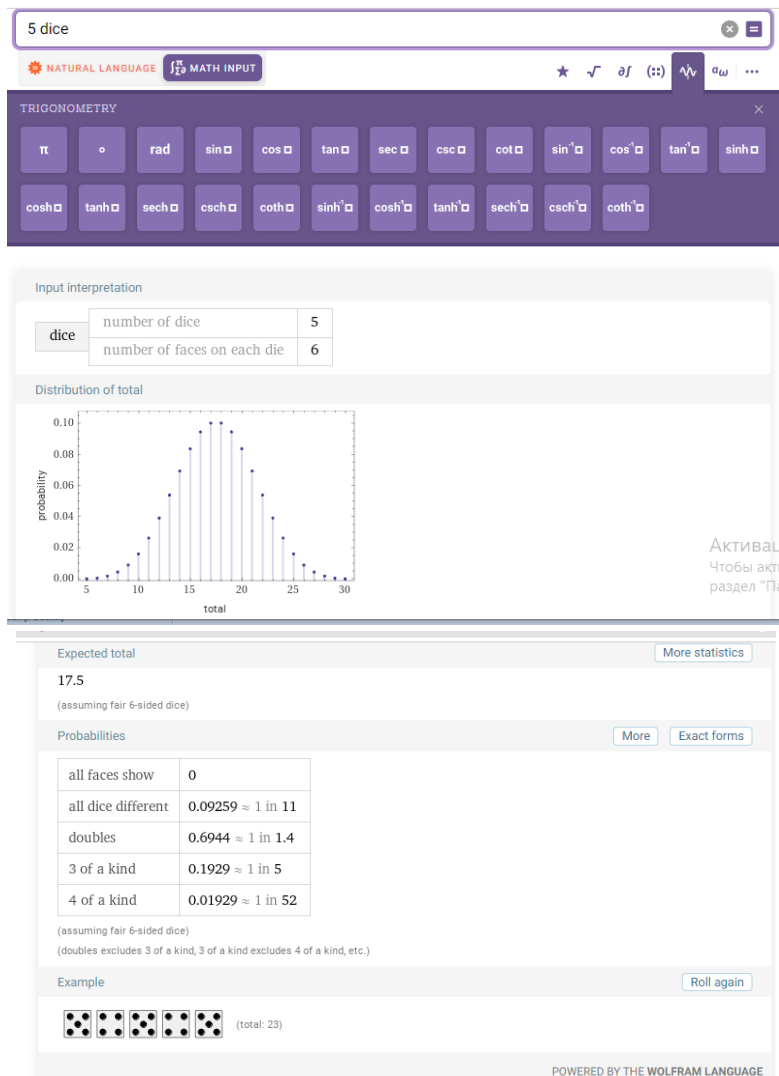 5 dice
NATURAL LANGUAGE MATH INPUT
TRIGONOMETRY
π ° rad sin cos tan sec csc cot sin⁻¹ cos⁻¹ tan⁻¹ sinh
cosh tanh sech csch coth sinh⁻¹ cosh⁻¹ tanh⁻¹ sech⁻¹ csch⁻¹ coth⁻¹
Input interpretation
dice
number of dice 5
number of faces on each die 6
Distribution of total
0.10
0.08
0.06
0.04
0.02
0.00
probability
5 10 15 20 25 30
total
Чтобы
раздел
Expected total More statistics
17.5
(assuming fair 6-sided dice)
Probabilities More Exact forms
all faces show 0
all dice different 0.09259 ≈ 1 in 11
doubles 0.6944 ≈ 1 in 1.4
3 of a kind 0.1929 ≈ 1 in 5
4 of a kind 0.01929 ≈ 1 in 52
(assuming fair 6-sided dice)
(doubles excludes 3 of a kind, 3 of a kind excludes 4 of a kind, etc.)
Example Roll again
(total: 23)
POWERED BY THE WOLFRAM LANGUAGE